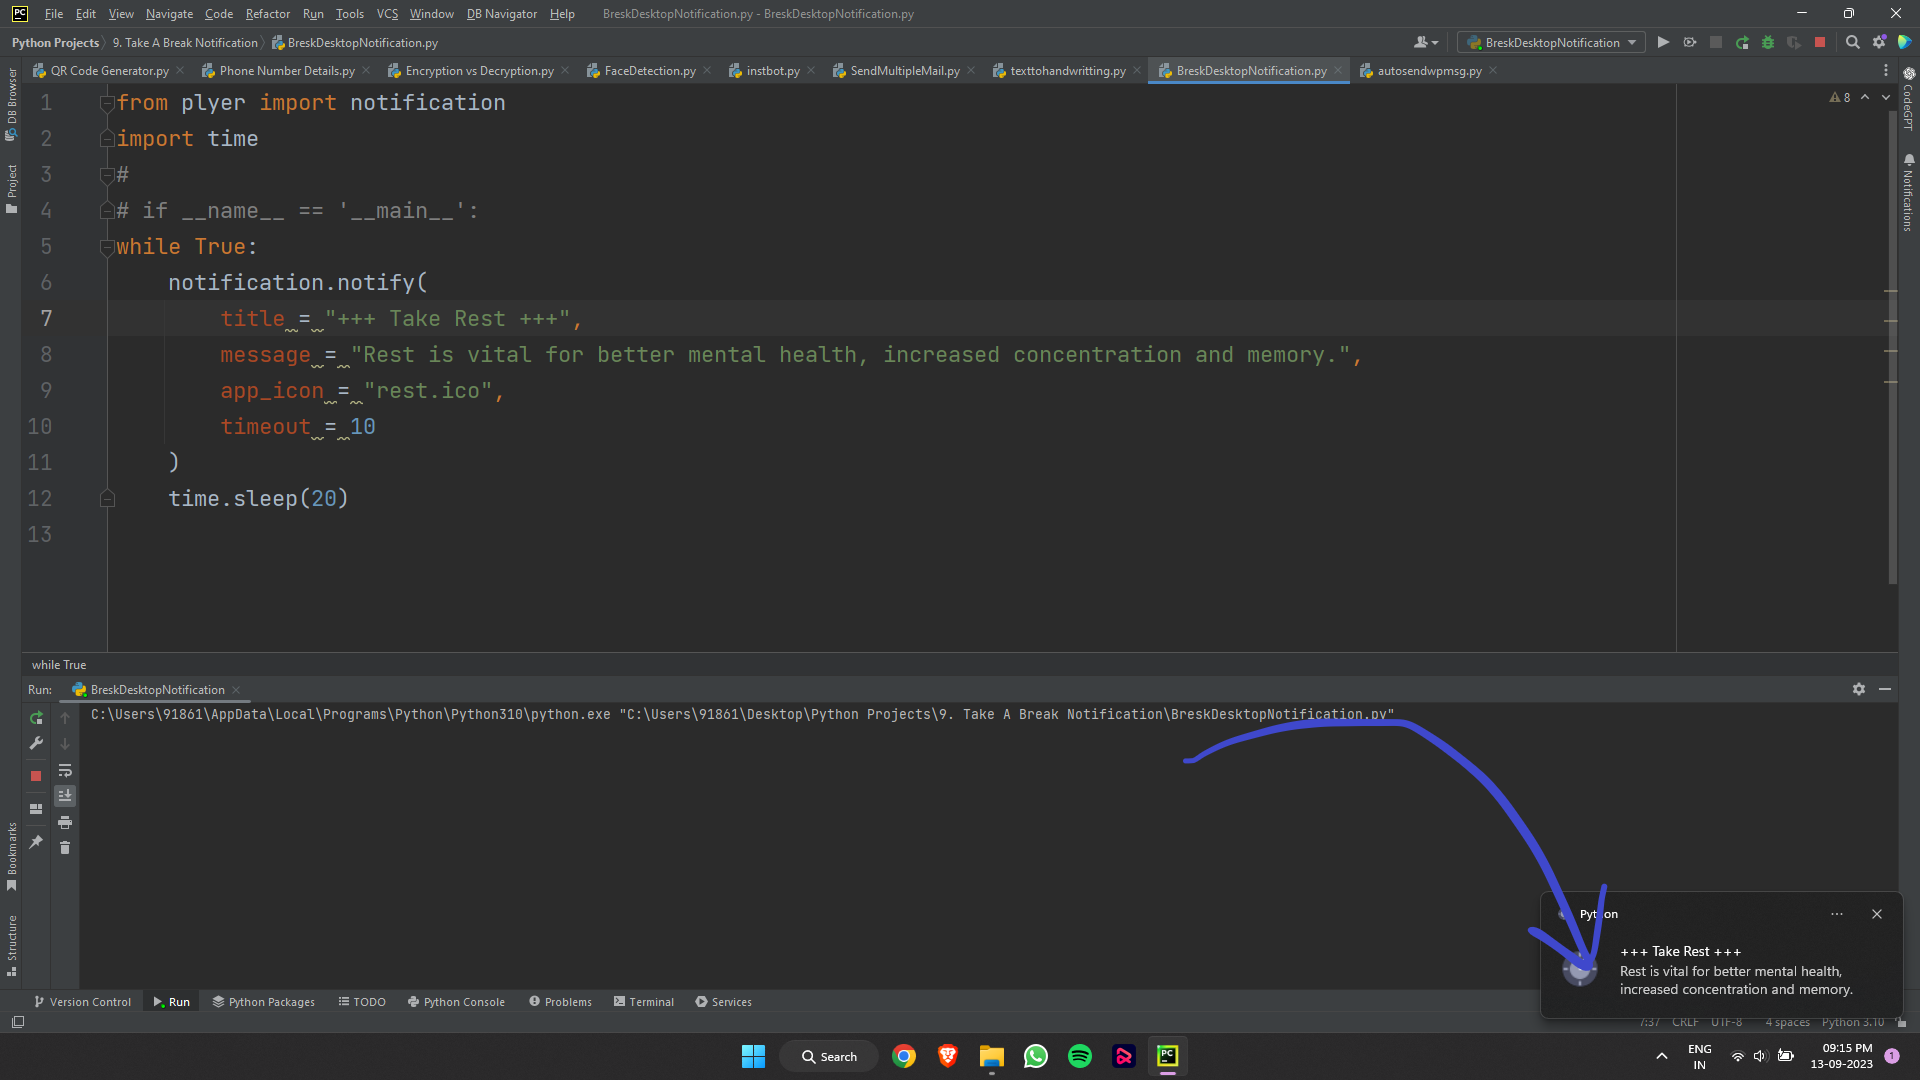 PC File Edit View Navigate Code Refactor Run Tools VCS Window DB Navigator Help BreskDesktopNotification.py - BreskDesktopNotification.py
Python Projects 9. Take A Break Notification BreskDesktopNotification.py BreskDesktopNotification
QR Code Generator.py Phone Number Details.py Encryption vs Decryption.py FaceDetection.py instbot.py SendMultipleMail.py texttohandwritting.py BreskDesktopNotification.py autosendwpmsg.py
DB Browser
Project
CodeGPT
Notifications
8
1 from plyer import notification
2 import time
3 #
4 # if __name__ == '__main__':
5 while True:
6 notification.notify(
7 title = "+++ Take Rest +++",
8 message = "Rest is vital for better mental health, increased concentration and memory.",
9 app_icon = "rest.ico",
10 timeout = 10
11 )
12 time.sleep(20)
13
while True
Run: BreskDesktopNotification
C:\Users\91861\AppData\Local\Programs\Python\Python310\python.exe "C:\Users\91861\Desktop\Python Projects\9. Take A Break Notification\BreskDesktopNotification.py"
Bookmarks
Structure
Python
+++ Take Rest +++
Rest is vital for better mental health,
increased concentration and memory.
Version Control Run Python Packages TODO Python Console Problems Terminal Services
7:37 CRLF UTF-8 4 spaces Python 3.10
Search
PC
ENG
IN
09:15 PM
13-09-2023
1